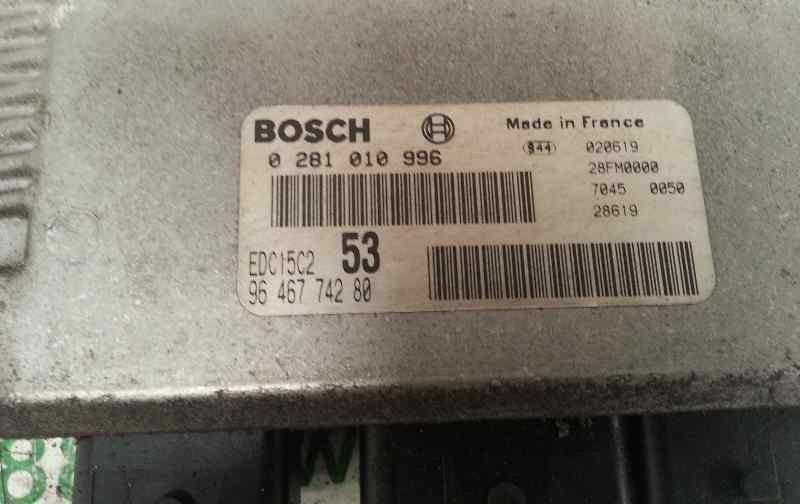 BOSCH
Made in France
0 281 010 996
944 020619
28FM0000
7045 0050
28619
EDC15C2 53
96 467 742 80